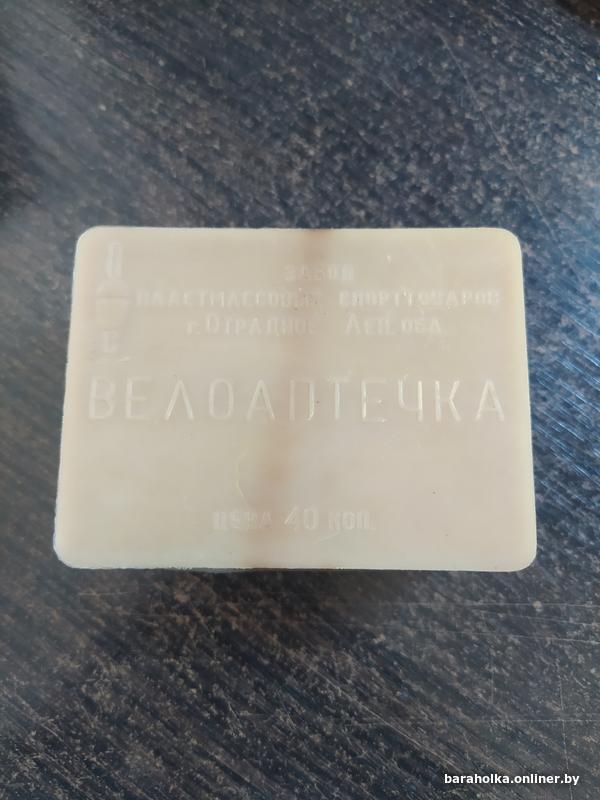 ЗАВОД
ПЛАСТМАССОВЫХ СПОРТТОВАРОВ
г. ОТРАДНОЕ ЛЕН. ОБЛ.
ВЕЛОАПТЕЧКА
ЦЕНА 40 КОП.
baraholka.onliner.by